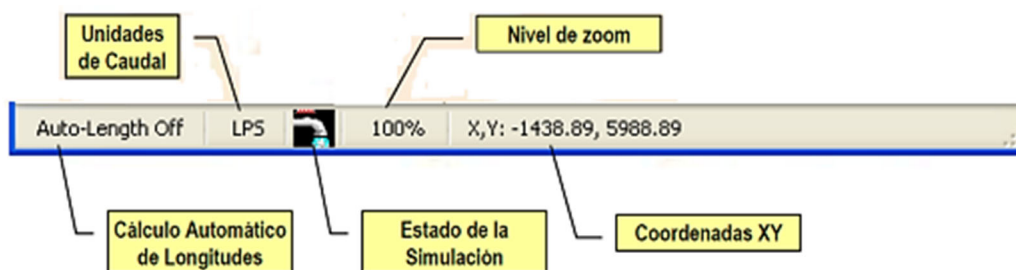 Unidades
de Caudal
Nivel de zoom
Auto-Length Off
LPS
100%
X,Y: -1438.89, 5988.89
Cálculo Automático
de Longitudes
Estado de la
Simulación
Coordenadas XY